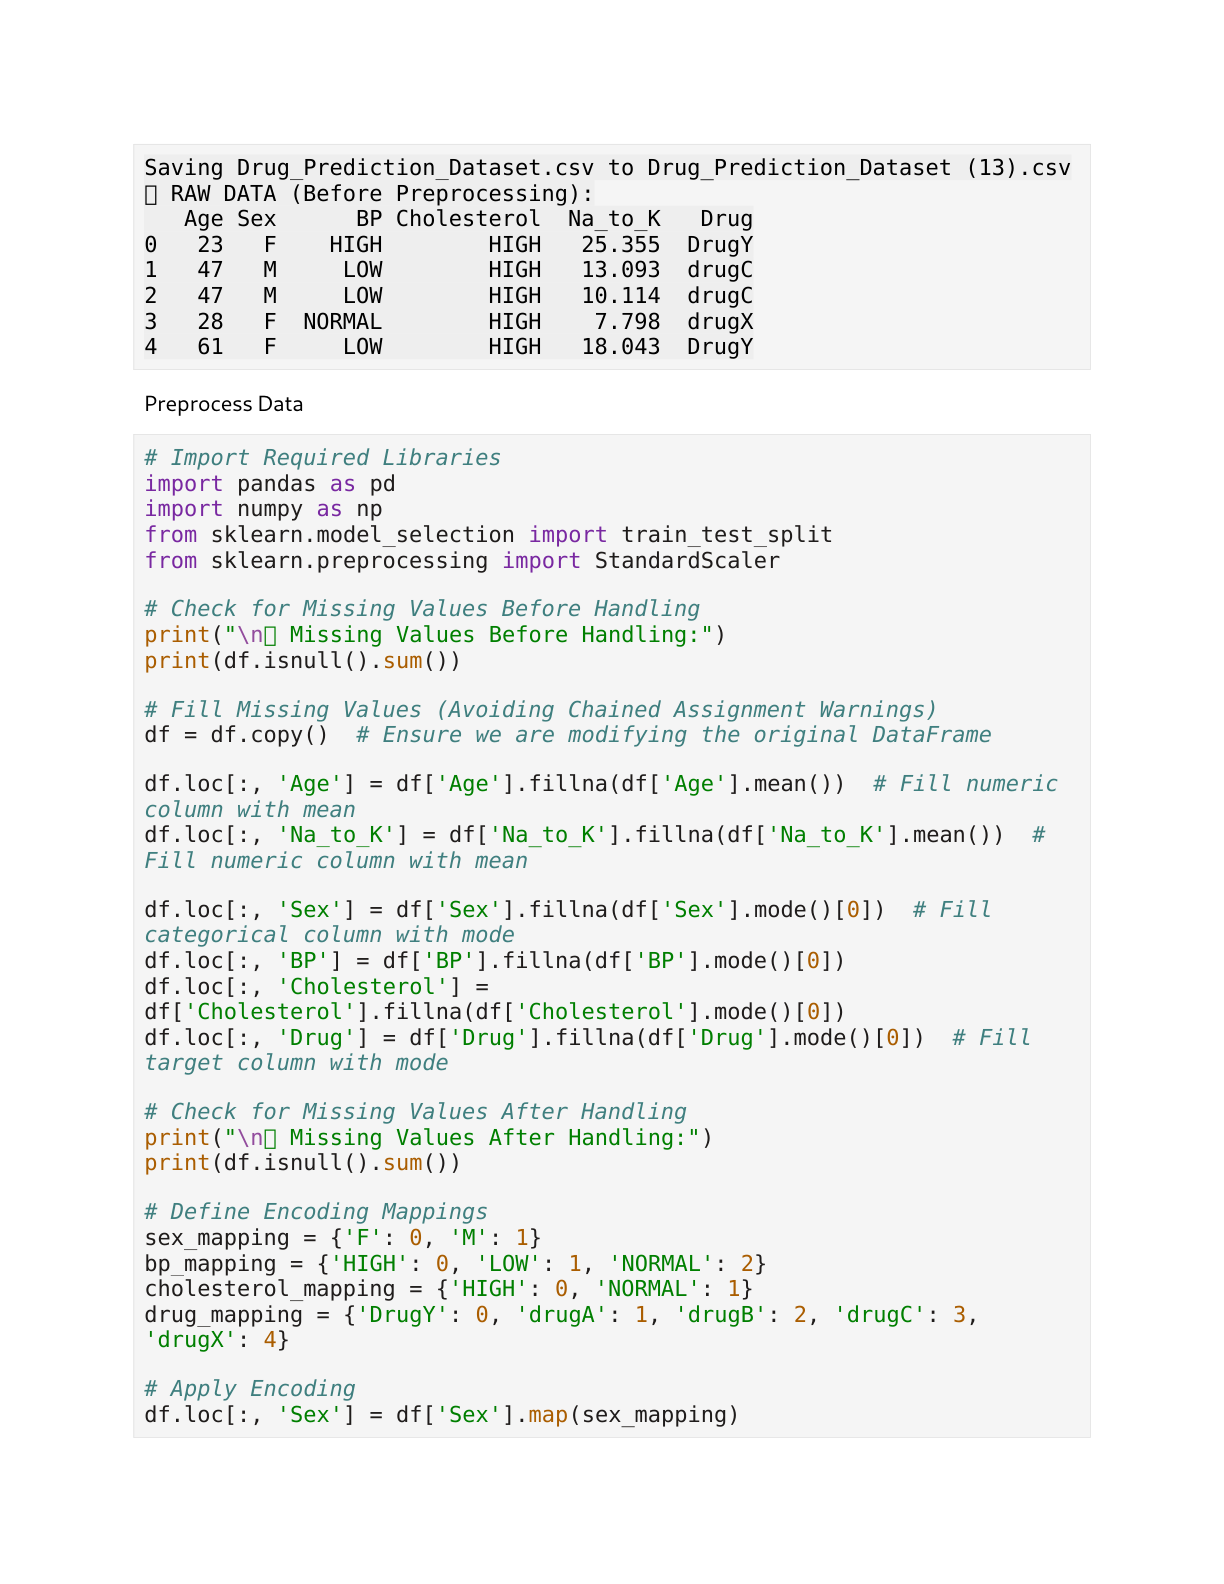 Saving Drug_Prediction_Dataset.csv to Drug_Prediction_Dataset (13).csv
RAW DATA (Before Preprocessing):
   Age Sex      BP Cholesterol  Na_to_K   Drug
0   23   F    HIGH        HIGH   25.355  DrugY
1   47   M     LOW        HIGH   13.093  drugC
2   47   M     LOW        HIGH   10.114  drugC
3   28   F  NORMAL        HIGH    7.798  drugX
4   61   F     LOW        HIGH   18.043  DrugY
Preprocess Data
# Import Required Libraries
import pandas as pd
import numpy as np
from sklearn.model_selection import train_test_split
from sklearn.preprocessing import StandardScaler
# Check for Missing Values Before Handling
print("\n Missing Values Before Handling:")
print(df.isnull().sum())
# Fill Missing Values (Avoiding Chained Assignment Warnings)
df = df.copy()  # Ensure we are modifying the original DataFrame
df.loc[:, 'Age'] = df['Age'].fillna(df['Age'].mean())  # Fill numeric
column with mean
df.loc[:, 'Na_to_K'] = df['Na_to_K'].fillna(df['Na_to_K'].mean())  #
Fill numeric column with mean
df.loc[:, 'Sex'] = df['Sex'].fillna(df['Sex'].mode()[0])  # Fill
categorical column with mode
df.loc[:, 'BP'] = df['BP'].fillna(df['BP'].mode()[0])
df.loc[:, 'Cholesterol'] =
df['Cholesterol'].fillna(df['Cholesterol'].mode()[0])
df.loc[:, 'Drug'] = df['Drug'].fillna(df['Drug'].mode()[0])  # Fill
target column with mode
# Check for Missing Values After Handling
print("\n Missing Values After Handling:")
print(df.isnull().sum())
# Define Encoding Mappings
sex_mapping = {'F': 0, 'M': 1}
bp_mapping = {'HIGH': 0, 'LOW': 1, 'NORMAL': 2}
cholesterol_mapping = {'HIGH': 0, 'NORMAL': 1}
drug_mapping = {'DrugY': 0, 'drugA': 1, 'drugB': 2, 'drugC': 3,
'drugX': 4}
# Apply Encoding
df.loc[:, 'Sex'] = df['Sex'].map(sex_mapping)